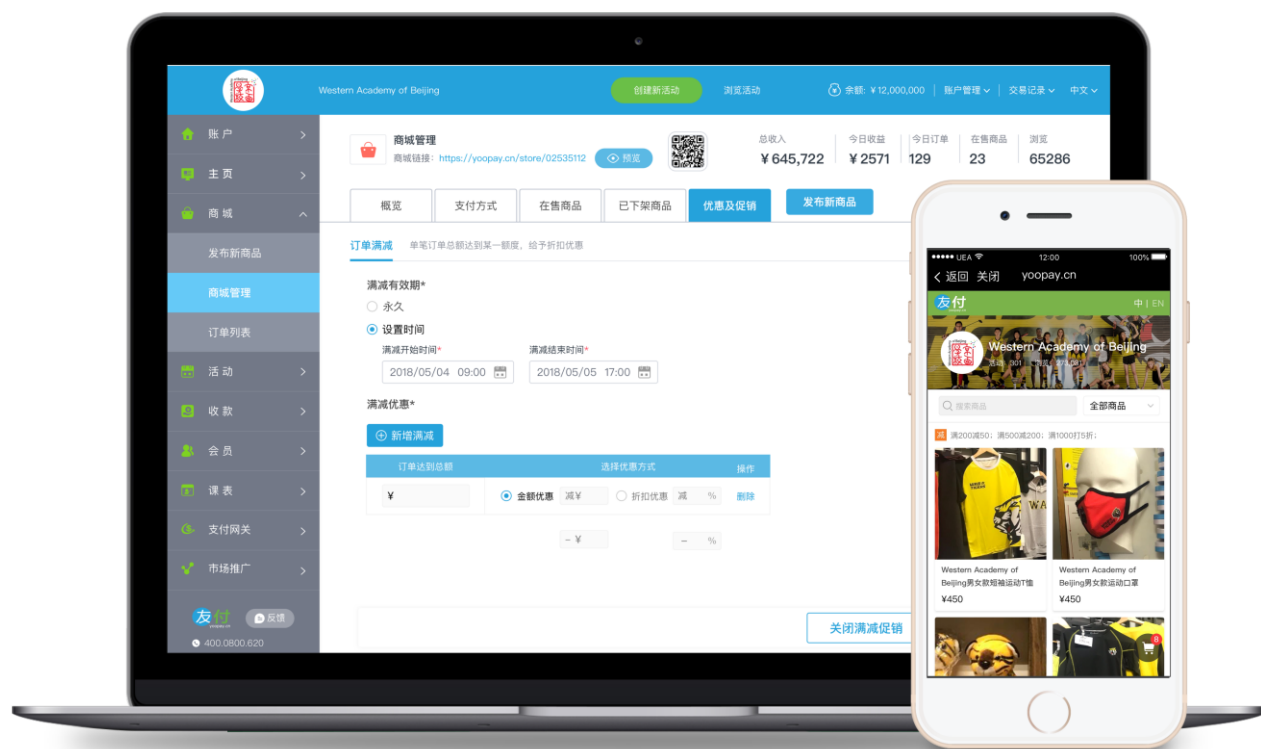 Western Academy of Beijing
创建新活动
浏览活动
余额: ¥12,000,000
账户管理
交易记录
中文
账户
主页
商城
发布新商品
商城管理
订单列表
活动
收款
会员
课表
支付网关
市场推广
友付
yoopay.cn
反馈
400.0800.620
商城管理
商城链接: https://yoopay.cn/store/02535112
预览
总收入
¥645,722
今日收益
¥2571
今日订单
129
在售商品
23
浏览
65286
概览
支付方式
在售商品
已下架商品
优惠及促销
发布新商品
订单满减 单笔订单总额达到某一额度，给予折扣优惠
满减有效期*
永久
设置时间
满减开始时间* 满减结束时间*
2018/05/04 09:00 2018/05/05 17:00
满减优惠*
新增满减
订单达到总额 选择优惠方式 操作
¥ 金额优惠 减¥ 折扣优惠 减 % 删除
- ¥ - %
关闭满减促销
UEA 12:00 100%
返回 关闭 yoopay.cn
友付
中 | EN
Western Academy of Beijing
搜索商品
全部商品
减 满200减50; 满500减200; 满1000打5折;
Western Academy of
Beijing男女款短袖运动T恤
¥450
Western Academy of
Beijing男女款运动口罩
¥450
8